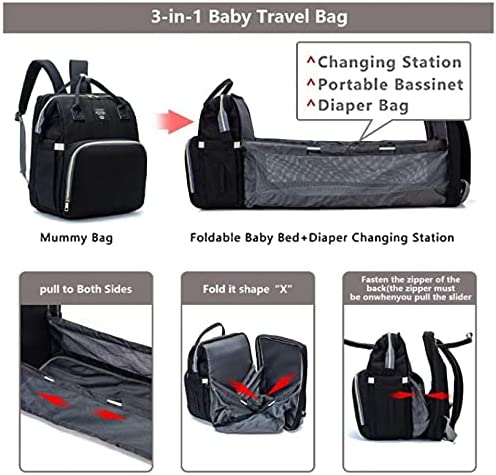 3-in-1 Baby Travel Bag
^Changing Station
^Portable Bassinet
^Diaper Bag
Mummy Bag
Foldable Baby Bed+Diaper Changing Station
pull to Both Sides
Fold it shape “X”
Fasten the zipper of the
back(the zipper must
be onwhenyou pull the slider